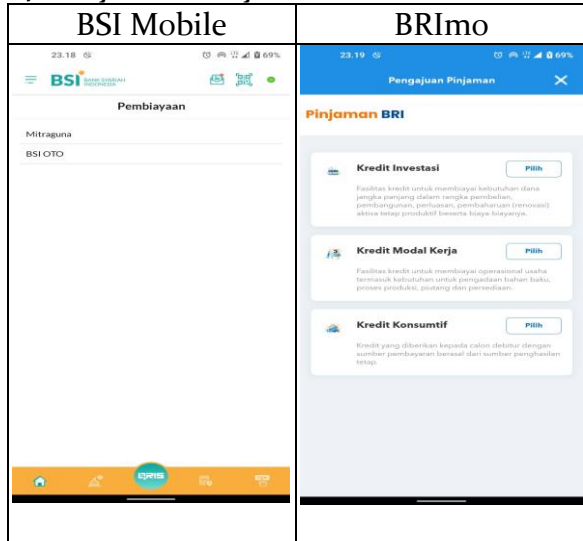 BSI Mobile
BRImo
23.18
69%
BSI BANK SYARIAH INDONESIA
Pembiayaan
Mitraguna
BSI OTO
QRIS
23.19
69%
Pengajuan Pinjaman
Pinjaman BRI
Kredit Investasi
Pilih
Fasilitas kredit untuk membiayai kebutuhan dana
jangka panjang dalam rangka pembelian,
pembangunan, perluasan, pembaharuan (renovasi)
aktiva tetap produktif beserta biaya-biayanya.
Kredit Modal Kerja
Pilih
Fasilitas kredit untuk membiayai operasional usaha
termasuk kebutuhan untuk pengadaan bahan baku,
proses produksi, piutang dan persediaan.
Kredit Konsumtif
Pilih
Kredit yang diberikan kepada calon debitur dengan
sumber pembayaran berasal dari sumber penghasilan
tetap.